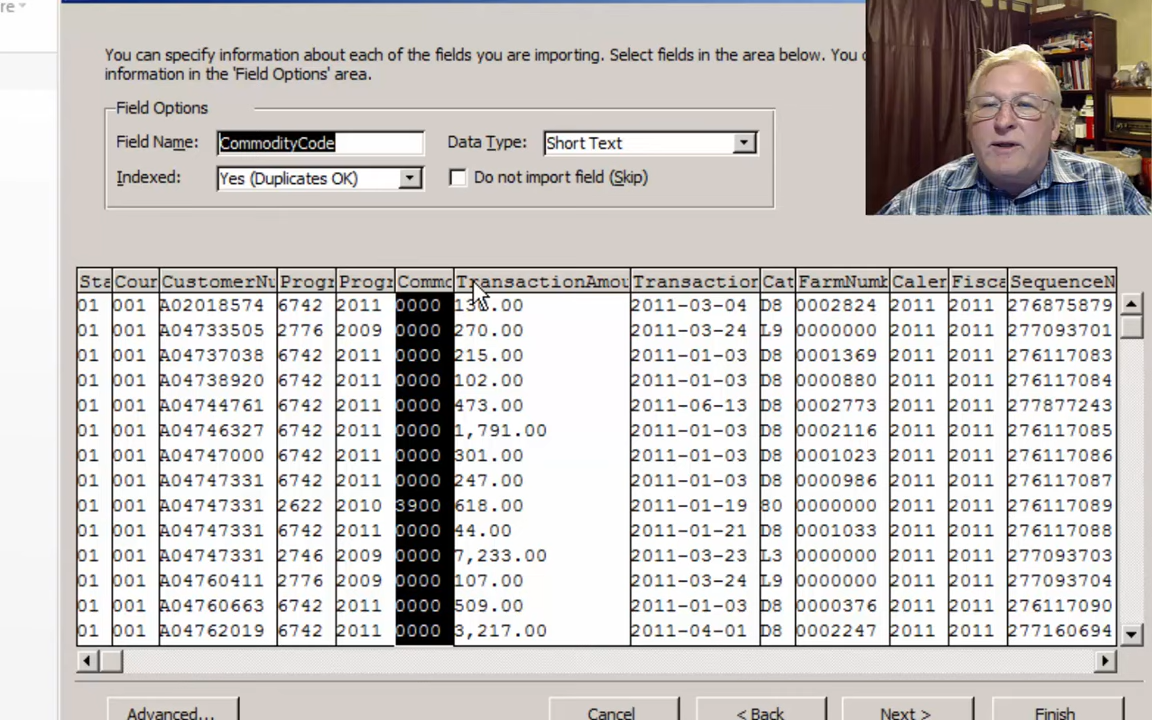 re
You can specify information about each of the fields you are importing. Select fields in the area below. You
information in the 'Field Options' area.
Field Options
Field Name: CommodityCode Data Type: Short Text
Indexed: Yes (Duplicates OK) Do not import field (Skip)
Sta Cour CustomerNu Progr Progr Commo TransactionAmou Transaction Cat FarmNumb Caler Fisca SequenceN
01 001 A02018574 6742 2011 0000 2011-03-04 D8 0002824 2011 2011 276875879
01 001 A04733505 2776 2009 0000 270.00 2011-03-24 L9 0000000 2011 2011 277093701
01 001 A04737038 6742 2011 0000 215.00 2011-01-03 D8 0001369 2011 2011 276117083
01 001 A04738920 6742 2011 0000 102.00 2011-01-03 D8 0000880 2011 2011 276117084
01 001 A04744761 6742 2011 0000 473.00 2011-06-13 D8 0002773 2011 2011 277877243
01 001 A04746327 6742 2011 0000 1,791.00 2011-01-03 D8 0002116 2011 2011 276117085
01 001 A04747000 6742 2011 0000 301.00 2011-01-03 D8 0001023 2011 2011 276117086
01 001 A04747331 6742 2011 0000 247.00 2011-01-03 D8 0000986 2011 2011 276117087
01 001 A04747331 2622 2010 3900 618.00 2011-01-19 80 0000000 2011 2011 276117089
01 001 A04747331 6742 2011 0000 44.00 2011-01-21 D8 0001033 2011 2011 276117088
01 001 A04747331 2746 2009 0000 7,233.00 2011-03-23 L3 0000000 2011 2011 277093703
01 001 A04760411 2776 2009 0000 107.00 2011-03-24 L9 0000000 2011 2011 277093704
01 001 A04760663 6742 2011 0000 509.00 2011-01-03 D8 0000376 2011 2011 276117090
01 001 A04762019 6742 2011 0000 3,217.00 2011-04-01 D8 0002247 2011 2011 277160694
Advanced... Cancel < Back Next > Finish